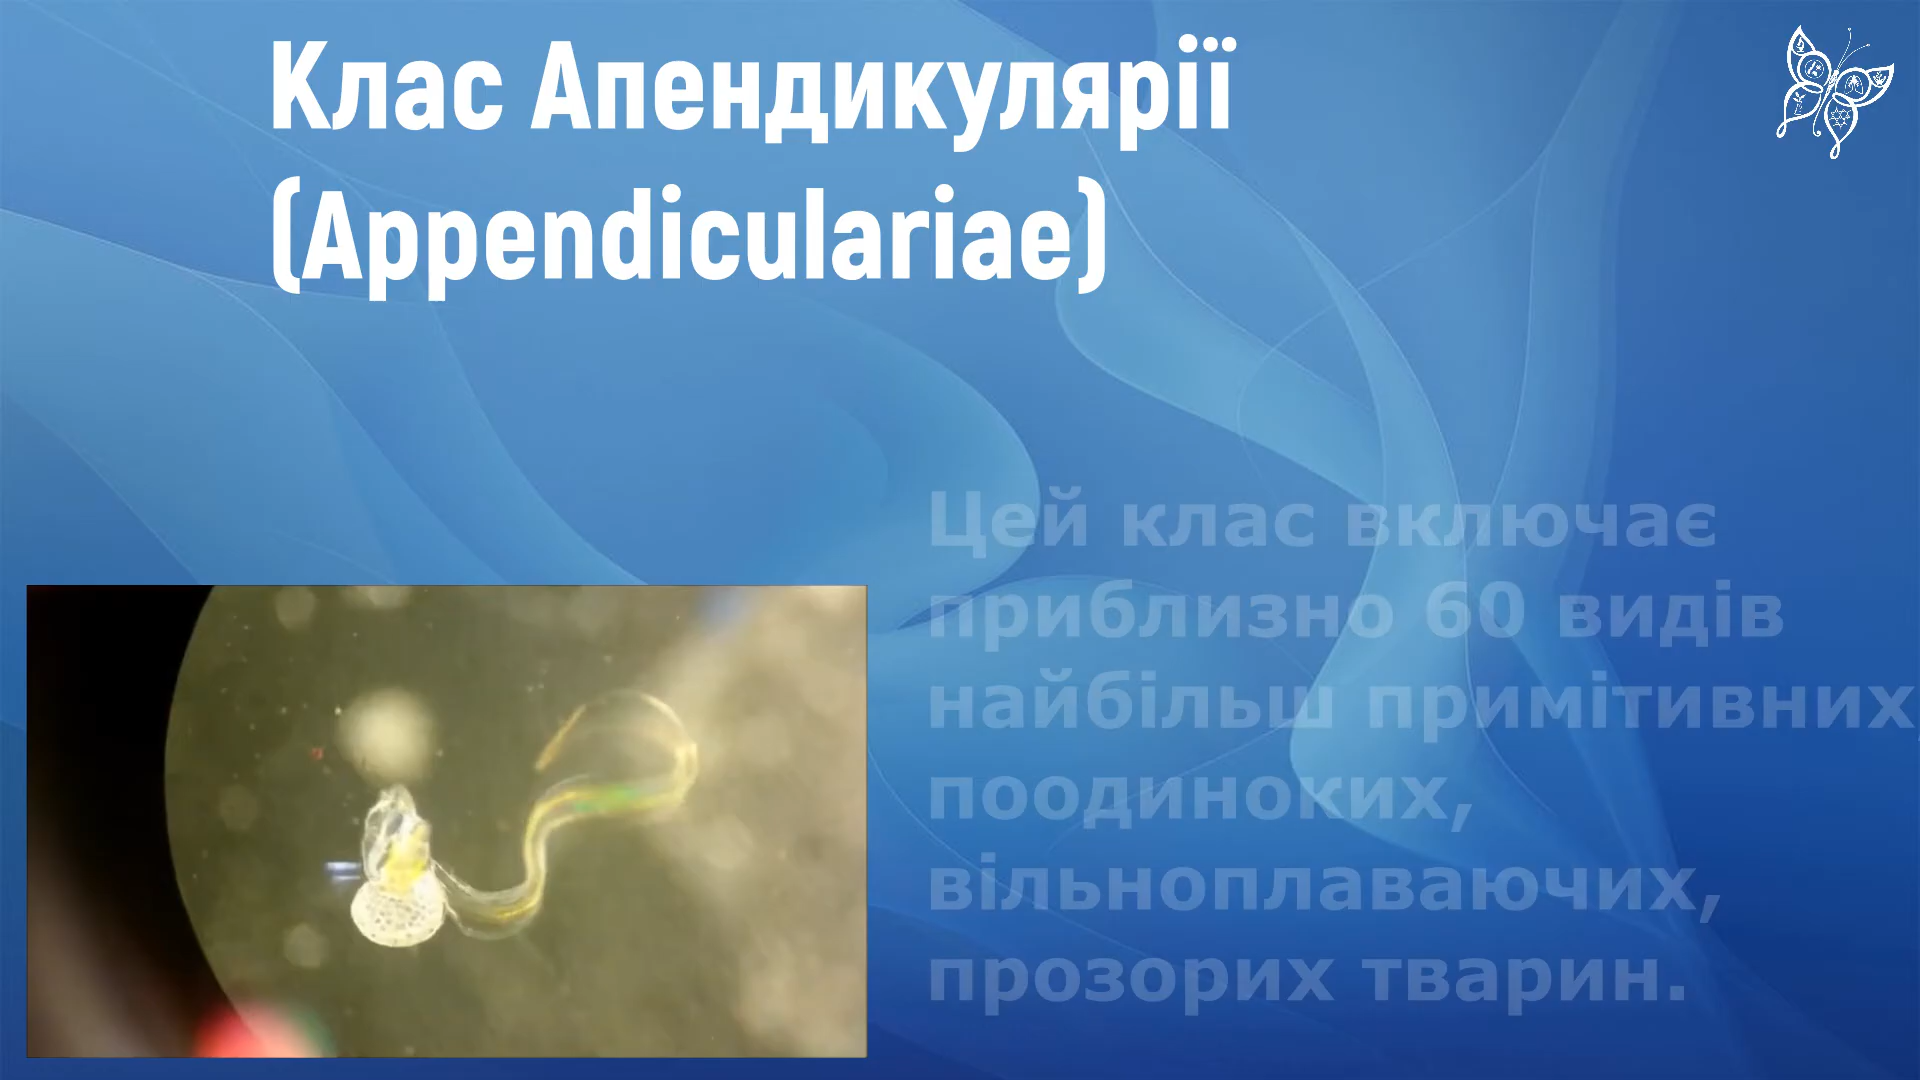 Клас Апендикулярії
(Appendiculariae)
Цей клас включає
приблизно 60 видів
найбільш примітивних,
поодиноких,
вільноплаваючих,
прозорих тварин.